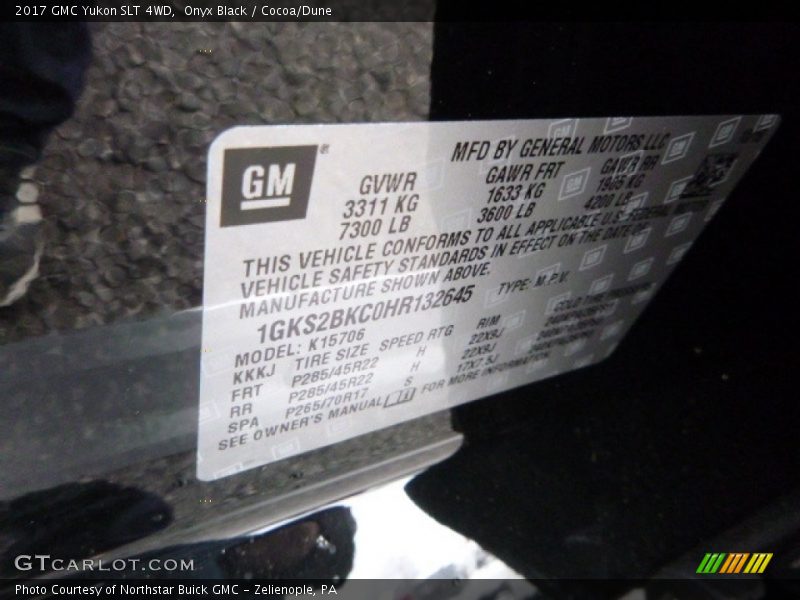 2017 GMC Yukon SLT 4WD, Onyx Black / Cocoa/Dune
GM ®
MFD BY GENERAL MOTORS LLC
GVWR GAWR FRT GAWR RR
3311 KG 1633 KG 1905 KG
7300 LB 3600 LB 4200 LB
THIS VEHICLE CONFORMS TO ALL APPLICABLE U.S. FEDERAL
VEHICLE SAFETY STANDARDS IN EFFECT ON THE DATE OF
MANUFACTURE SHOWN ABOVE.
1GKS2BKC0HR132645 TYPE: M.P.V.
MODEL: K15706
KKKJ TIRE SIZE SPEED RTG RIM COLD TIRE PRESSURE
FRT P285/45R22 H 22X9J
RR P285/45R22 H 22X9J
SPA P265/70R17 S 17X7.5J
SEE OWNER'S MANUAL FOR MORE INFORMATION
GTCARLOT.COM
Photo Courtesy of Northstar Buick GMC – Zelienople, PA